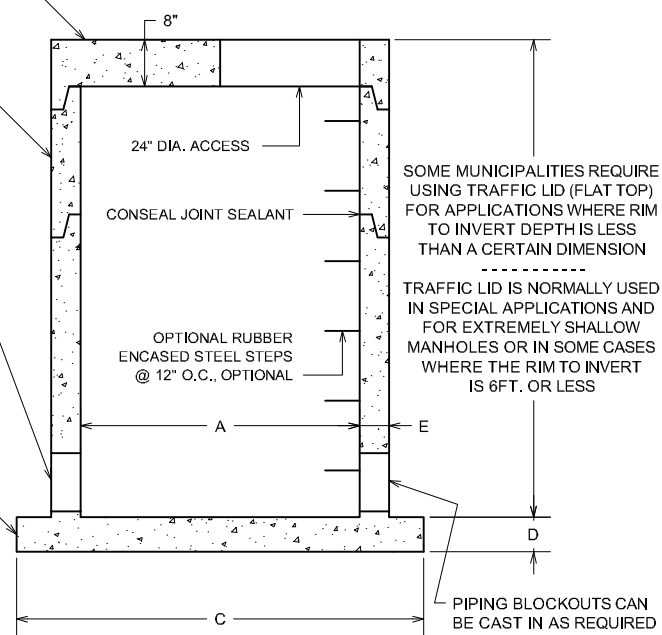 8"
24" DIA. ACCESS
CONSEAL JOINT SEALANT
SOME MUNICIPALITIES REQUIRE
USING TRAFFIC LID (FLAT TOP)
FOR APPLICATIONS WHERE RIM
TO INVERT DEPTH IS LESS
THAN A CERTAIN DIMENSION
TRAFFIC LID IS NORMALLY USED
IN SPECIAL APPLICATIONS AND
FOR EXTREMELY SHALLOW
MANHOLES OR IN SOME CASES
WHERE THE RIM TO INVERT
IS 6FT. OR LESS
OPTIONAL RUBBER
ENCASED STEEL STEPS
@ 12" O.C., OPTIONAL
A
E
D
C
PIPING BLOCKOUTS CAN
BE CAST IN AS REQUIRED